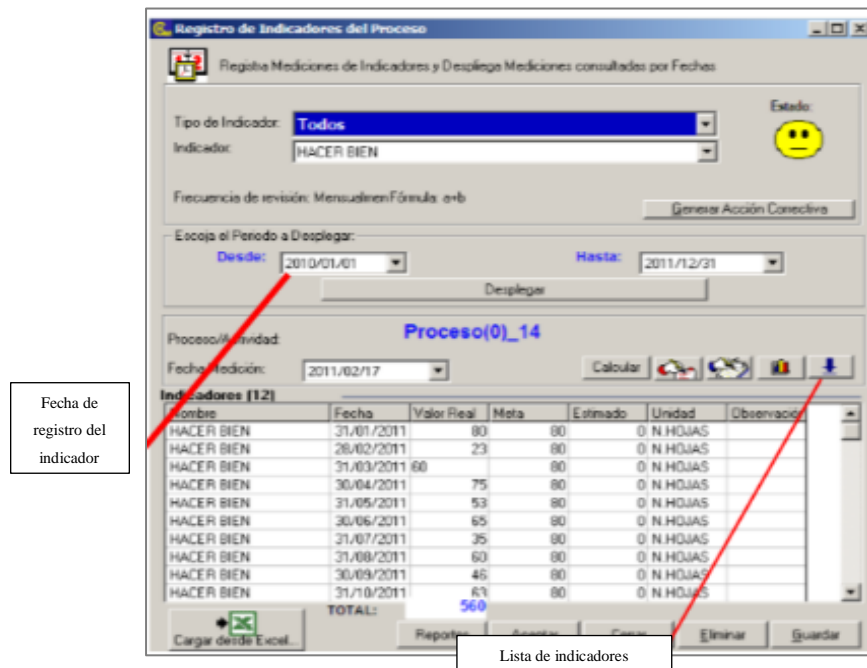 Registro de Indicadores del Proceso
Registra Mediciones de Indicadores y Despliega Mediciones consultadas por Fechas
Estado:
Tipo de Indicador: Todos
Indicador: HACER BIEN
Frecuencia de revisión: Mensualmen Fórmula: a+b
Generar Acción Correctiva
Escoja el Periodo a Desplegar:
Desde: 2010/01/01 Hasta: 2011/12/31
Desplegar
Proceso/Actividad: Proceso(0)_14
Fecha Medición: 2011/02/17 Calcular
Fecha de
registro del
indicador
Indicadores (12)
Nombre Fecha Valor Real Meta Estimado Unidad Observación
HACER BIEN 31/01/2011 80 80 0 N.HOJAS
HACER BIEN 28/02/2011 23 80 0 N.HOJAS
HACER BIEN 31/03/2011 60 80 0 N.HOJAS
HACER BIEN 30/04/2011 75 80 0 N.HOJAS
HACER BIEN 31/05/2011 53 80 0 N.HOJAS
HACER BIEN 30/06/2011 65 80 0 N.HOJAS
HACER BIEN 31/07/2011 35 80 0 N.HOJAS
HACER BIEN 31/08/2011 60 80 0 N.HOJAS
HACER BIEN 30/09/2011 46 80 0 N.HOJAS
HACER BIEN 31/10/2011 63 80 0 N.HOJAS
TOTAL: 560
Cargar desde Excel... Reportes Eliminar Guardar
Lista de indicadores